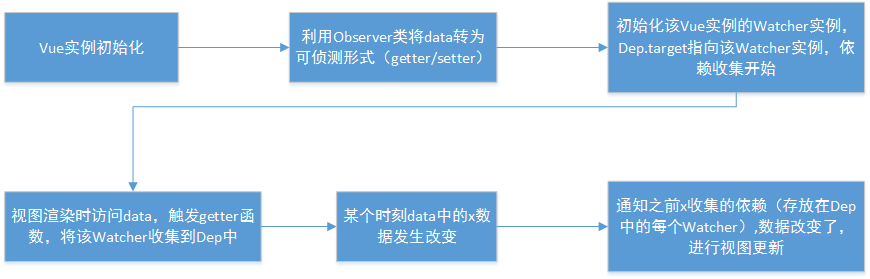 Vue实例初始化
利用Observer类将data转为
可侦测形式（getter/setter）
初始化该Vue实例的Watcher实例，
Dep.target指向该Watcher实例，依
赖收集开始
视图渲染时访问data，触发getter函
数，将该Watcher收集到Dep中
某个时刻data中的x数
据发生改变
通知之前x收集的依赖（存放在Dep
中的每个Watcher）,数据改变了，
进行视图更新